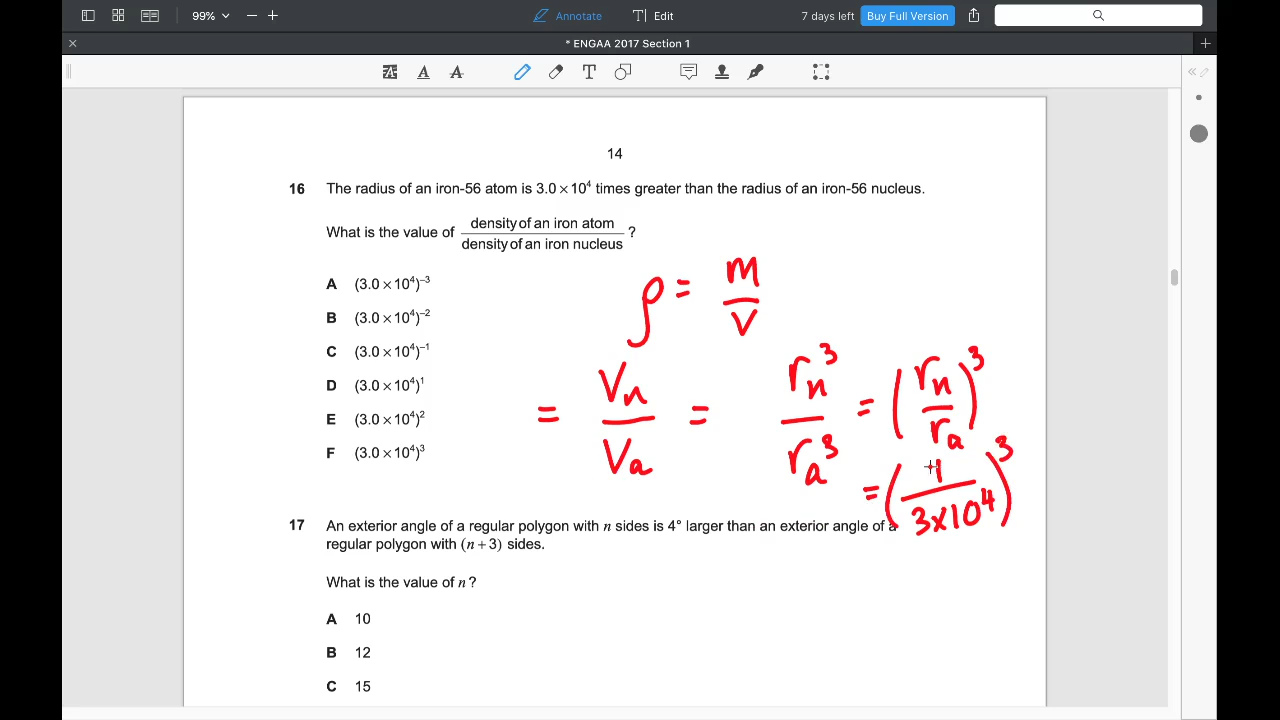 99%
Annotate
Edit
7 days left
Buy Full Version
* ENGAA 2017 Section 1
14
16 The radius of an iron-56 atom is 3.0 × 10⁴ times greater than the radius of an iron-56 nucleus.
What is the value of density of an iron atom / density of an iron nucleus ?
A (3.0 × 10⁴)⁻³
B (3.0 × 10⁴)⁻²
C (3.0 × 10⁴)⁻¹
D (3.0 × 10⁴)¹
E (3.0 × 10⁴)²
F (3.0 × 10⁴)³
ρ = m / V
= Vn / Va = rn³ / ra³ = (rn / ra)³
= (1 / 3×10⁴)³
17 An exterior angle of a regular polygon with n sides is 4° larger than an exterior angle of a
regular polygon with (n + 3) sides.
What is the value of n ?
A 10
B 12
C 15